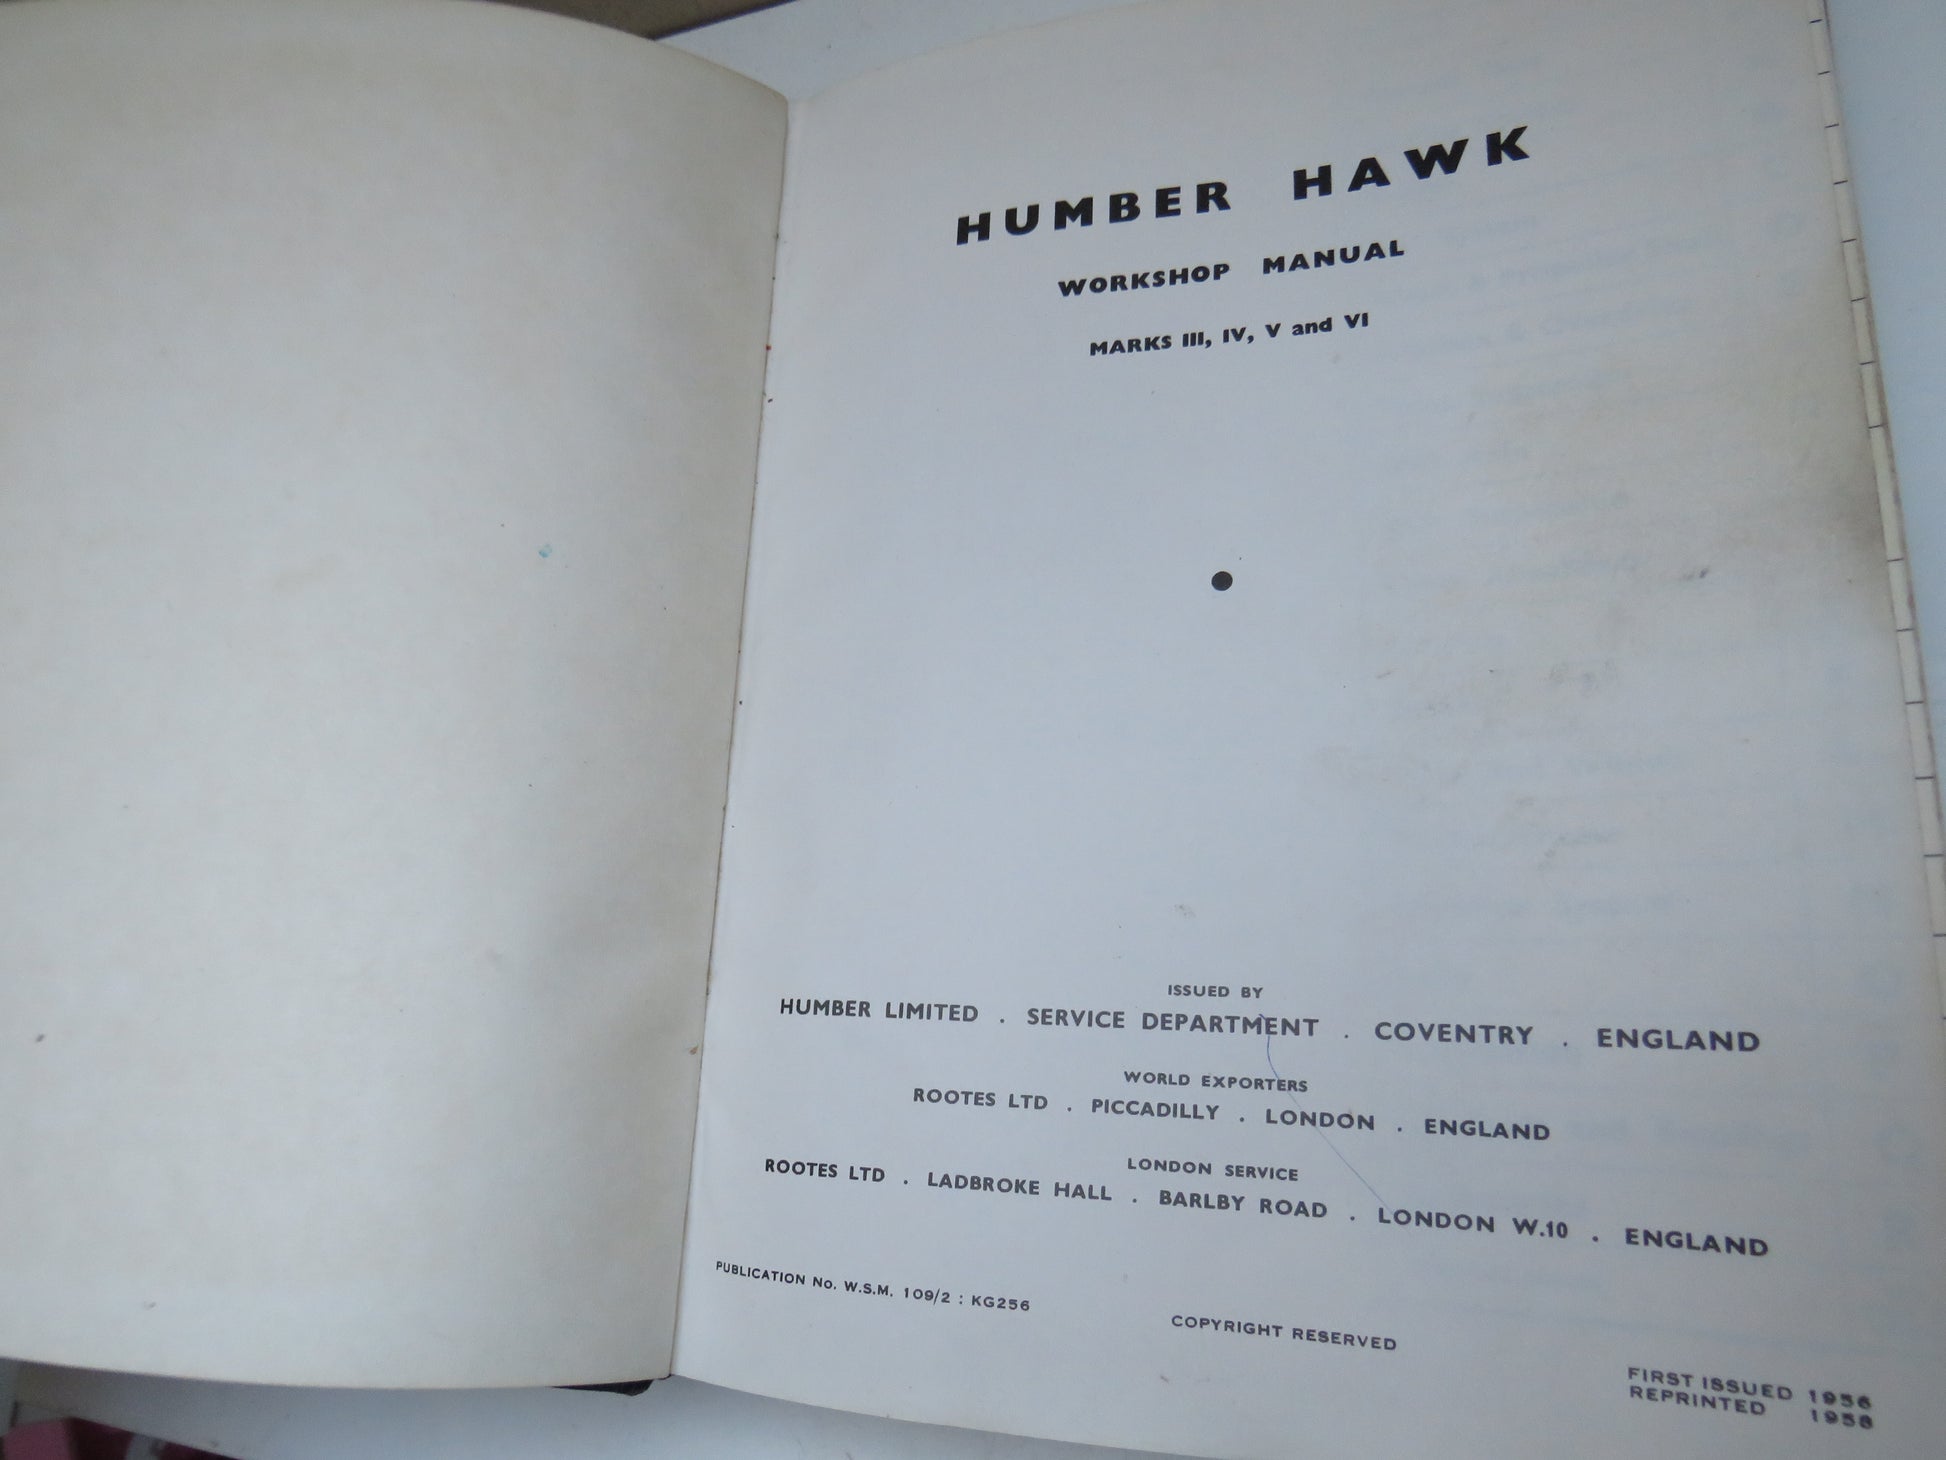 HUMBER HAWK
WORKSHOP MANUAL
MARKS III, IV, V and VI
ISSUED BY
HUMBER LIMITED . SERVICE DEPARTMENT . COVENTRY . ENGLAND
WORLD EXPORTERS
ROOTES LTD . PICCADILLY . LONDON . ENGLAND
LONDON SERVICE
ROOTES LTD . LADBROKE HALL . BARLBY ROAD . LONDON W.10 . ENGLAND
PUBLICATION No. W.S.M. 109/2 : KG256
COPYRIGHT RESERVED
FIRST ISSUED 1956
REPRINTED 1958